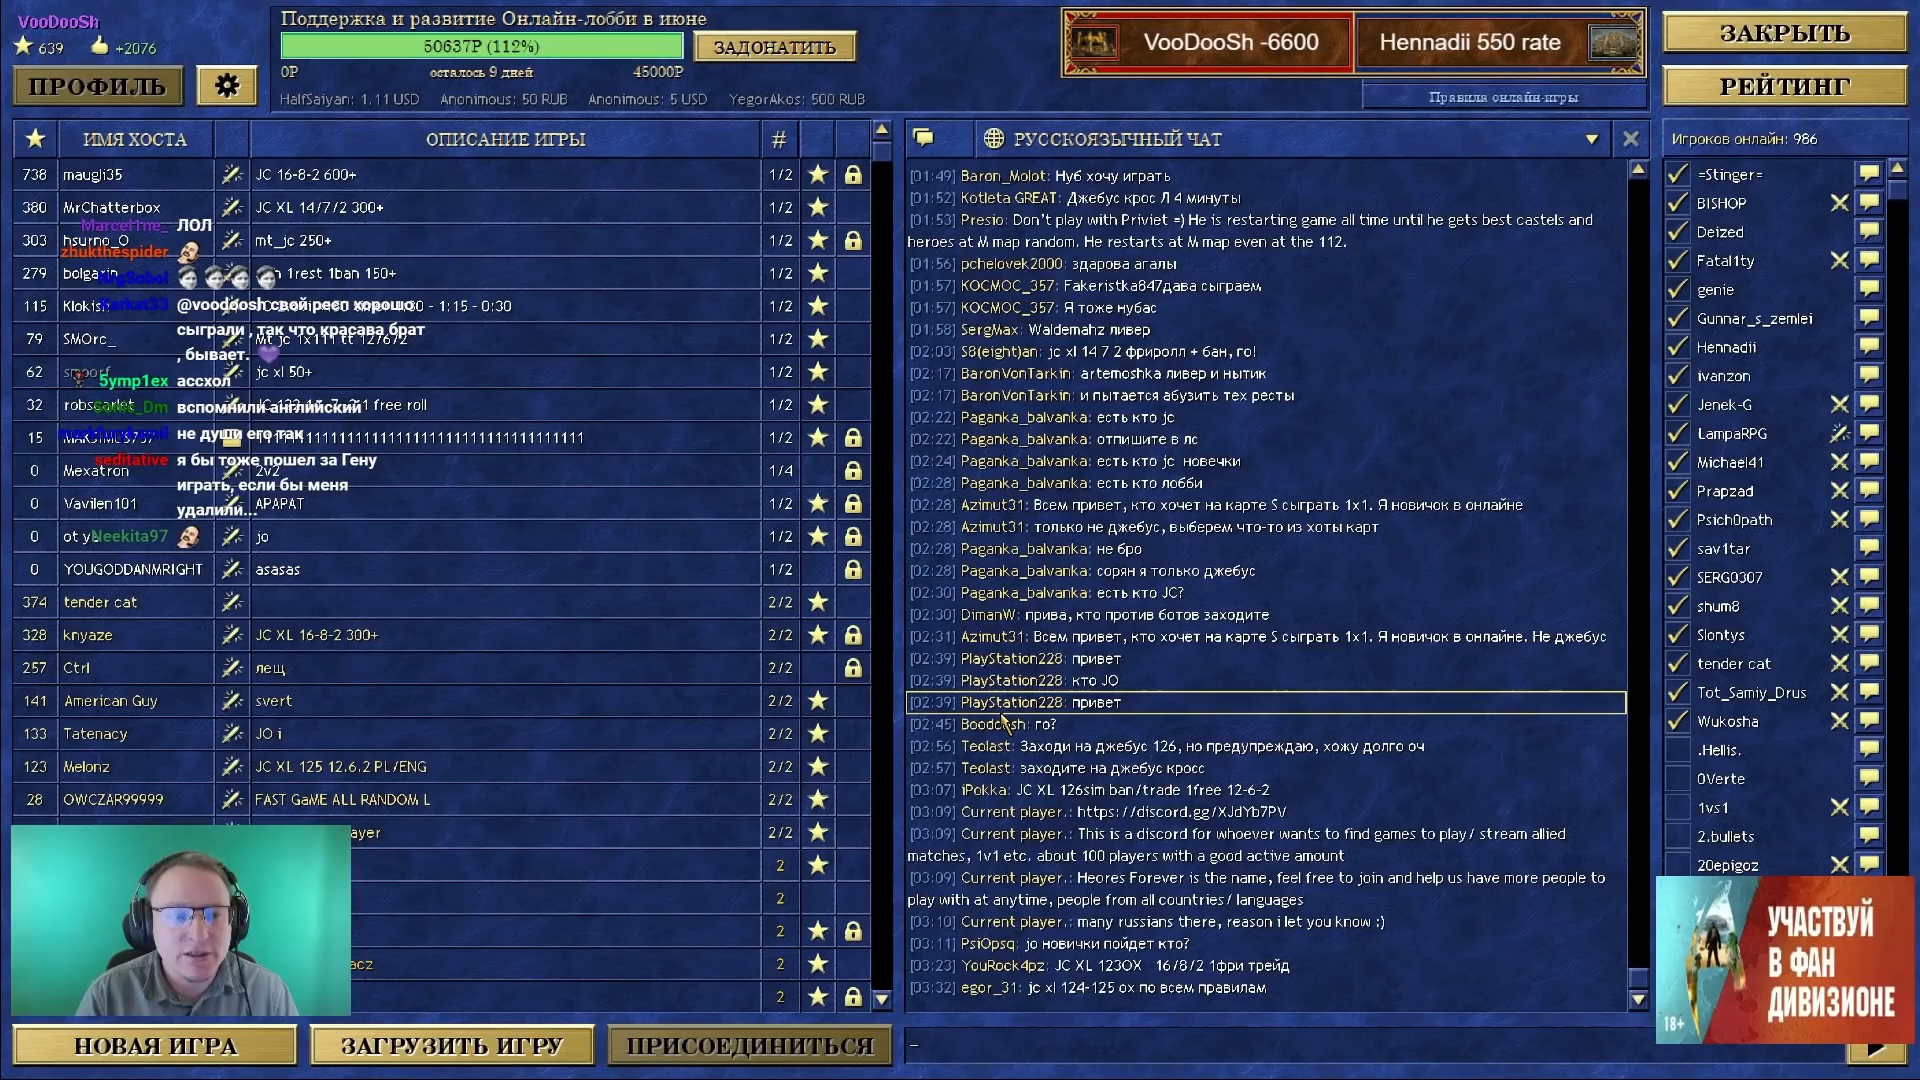 VooDooSh
639 +2076
ПРОФИЛЬ
Поддержка и развитие Онлайн-лобби в июне
50637Р (112%)
ЗАДОНАТИТЬ
0Р осталось 9 дней 45000Р
HalfSaiyan: 1.11 USD Anonymous: 50 RUB Anonymous: 5 USD YegorAkos: 500 RUB
VooDooSh -6600 Hennadii 550 rate
Правила онлайн-игры
ЗАКРЫТЬ
РЕЙТИНГ
ИМЯ ХОСТА ОПИСАНИЕ ИГРЫ #
738 maugli35 JC 16-8-2 600+ 1/2
380 MrChatterbox JC XL 14/7/2 300+ 1/2
303 hsurno_O mt_jc 250+ 1/2
279 1rest 1ban 150+ 1/2
115 - 1:15 - 0:30 1/2
79 SMOrc_ 1/2
62 jc xl 50+ 1/2
32 free roll 1/2
15 1/2
0 Mexatron 2v2 1/4
0 Vavilen101 APAPAT 1/2
0 jo 1/2
0 YOUGODDANMRIGHT asasas 1/2
374 tender cat 2/2
328 knyaze JC XL 16-8-2 300+ 2/2
257 Ctrl лещ 2/2
141 American Guy svert 2/2
133 Tatenacy JO i 2/2
123 Melonz JC XL 125 12.6.2 PL/ENG 2/2
28 OWCZAR99999 FAST GaME ALL RANDOM L 2/2
ayer 2/2
2
2
2
acz 2
2
Marcel1ne_ ЛОЛ
zhukthespider
NrgSobol
Karkat33 @voodoosh свой респ хорошо
сыграли , так что красава брат
, бывает.
5ymp1ex ассхол
Sonic_Dm вспомнили английский
не души его так
seditative я бы тоже пошел за Гену
играть, если бы меня
удалили...
Neekita97
НОВАЯ ИГРА
ЗАГРУЗИТЬ ИГРУ
ПРИСОЕДИНИТЬСЯ
РУССКОЯЗЫЧНЫЙ ЧАТ
[01:49] Baron_Molot: Нуб хочу играть
[01:52] Kotleta GREAT: Джебус крос Л 4 минуты
[01:53] Presio: Don't play with Priviet =) He is restarting game all time until he gets best castels and
heroes at M map random. He restarts at M map even at the 112.
[01:56] pchelovek2000: здарова агалы
[01:57] КОСМОС_357: Fakeristka847дава сыграем
[01:57] КОСМОС_357: Я тоже нубас
[01:58] SergMax: Waldemahz ливер
[02:03] S8(eight)an: jc xl 14 7 2 фриролл + бан, го!
[02:17] BaronVonTarkin: artemoshka ливер и нытик
[02:17] BaronVonTarkin: и пытается абузить тех ресты
[02:22] Paganka_balvanka: есть кто jc
[02:22] Paganka_balvanka: отпишите в лс
[02:24] Paganka_balvanka: есть кто jc новечки
[02:28] Paganka_balvanka: есть кто лобби
[02:28] Azimut31: Всем привет, кто хочет на карте S сыграть 1x1. Я новичок в онлайне
[02:28] Azimut31: только не джебус, выберем что-то из хоты карт
[02:28] Paganka_balvanka: не бро
[02:28] Paganka_balvanka: сорян я только джебус
[02:30] Paganka_balvanka: есть кто JC?
[02:30] DimanW: прива, кто против ботов заходите
[02:31] Azimut31: Всем привет, кто хочет на карте S сыграть 1x1. Я новичок в онлайне. Не джебус
[02:39] PlayStation228: привет
[02:39] PlayStation228: кто JO
[02:39] PlayStation228: привет
[02:45] Boodoosh: го?
[02:56] Teolast: Заходи на джебус 126, но предупреждаю, хожу долго оч
[02:57] Teolast: заходите на джебус кросс
[03:07] iPokka: JC XL 126sim ban/trade 1free 12-6-2
[03:09] Current player.: https://discord.gg/XJdYb7PV
[03:09] Current player.: This is a discord for whoever wants to find games to play/ stream allied
matches, 1v1 etc. about 100 players with a good active amount
[03:09] Current player.: Heores Forever is the name, feel free to join and help us have more people to
play with at anytime, people from all countries/ languages
[03:10] Current player.: many russians there, reason i let you know :)
[03:11] PsiOpsq: jo новички пойдет кто?
[03:23] YouRock4pz: JC XL 123OX 16/8/2 1фри трейд
[03:32] egor_31: jc xl 124-125 ох по всем правилам
Игроков онлайн: 986
=Stinger=
BISHOP
Deized
Fatal1ty
genie
Gunnar_s_zemlei
Hennadii
ivanzon
Jenek-G
LampaRPG
Michael41
Prapzad
Psich0path
sav1tar
SERG0307
shum8
Slontys
tender cat
Tot_Samiy_Drus
Wukosha
.Hellis.
0Verte
1vs1
2.bullets
20epigoz
УЧАСТВУЙ
В ФАН
ДИВИЗИОНЕ
18+